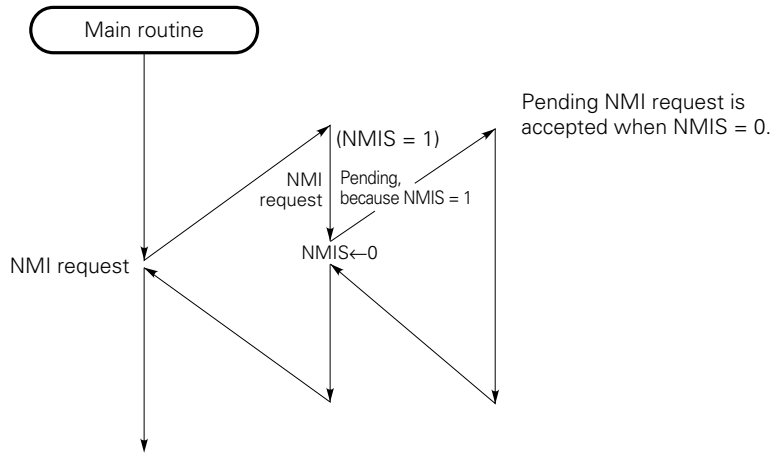 Main routine
Pending NMI request is
accepted when NMIS = 0.
(NMIS = 1)
NMI
request
Pending,
because NMIS = 1
NMIS←0
NMI request